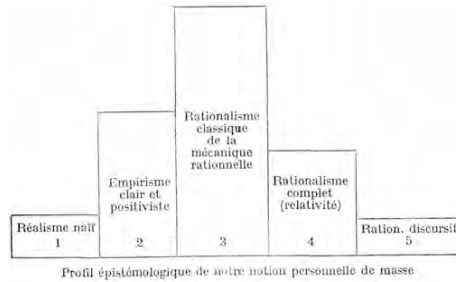 Réalisme naïf
1
Empirisme
clair et
positiviste
2
Rationalisme
classique
de la
mécanique
rationnelle
3
Rationalisme
complet
(relativité)
4
Ration. discursif
5
Profil épistémologique de notre notion personnelle de masse